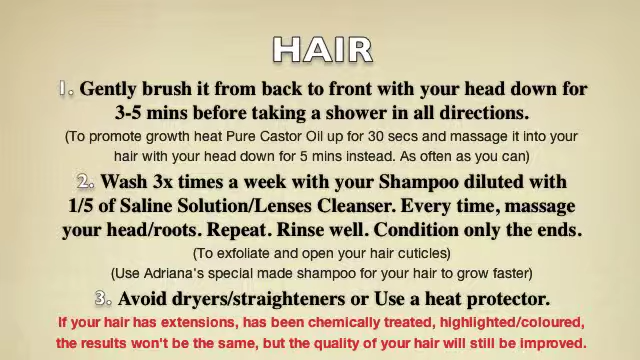 HAIR
1. Gently brush it from back to front with your head down for
3-5 mins before taking a shower in all directions.
(To promote growth heat Pure Castor Oil up for 30 secs and massage it into your
hair with your head down for 5 mins instead. As often as you can)
2. Wash 3x times a week with your Shampoo diluted with
1/5 of Saline Solution/Lenses Cleanser. Every time, massage
your head/roots. Repeat. Rinse well. Condition only the ends.
(To exfoliate and open your hair cuticles)
(Use Adriana's special made shampoo for your hair to grow faster)
3. Avoid dryers/straighteners or Use a heat protector.
If your hair has extensions, has been chemically treated, highlighted/coloured,
the results won't be the same, but the quality of your hair will still be improved.